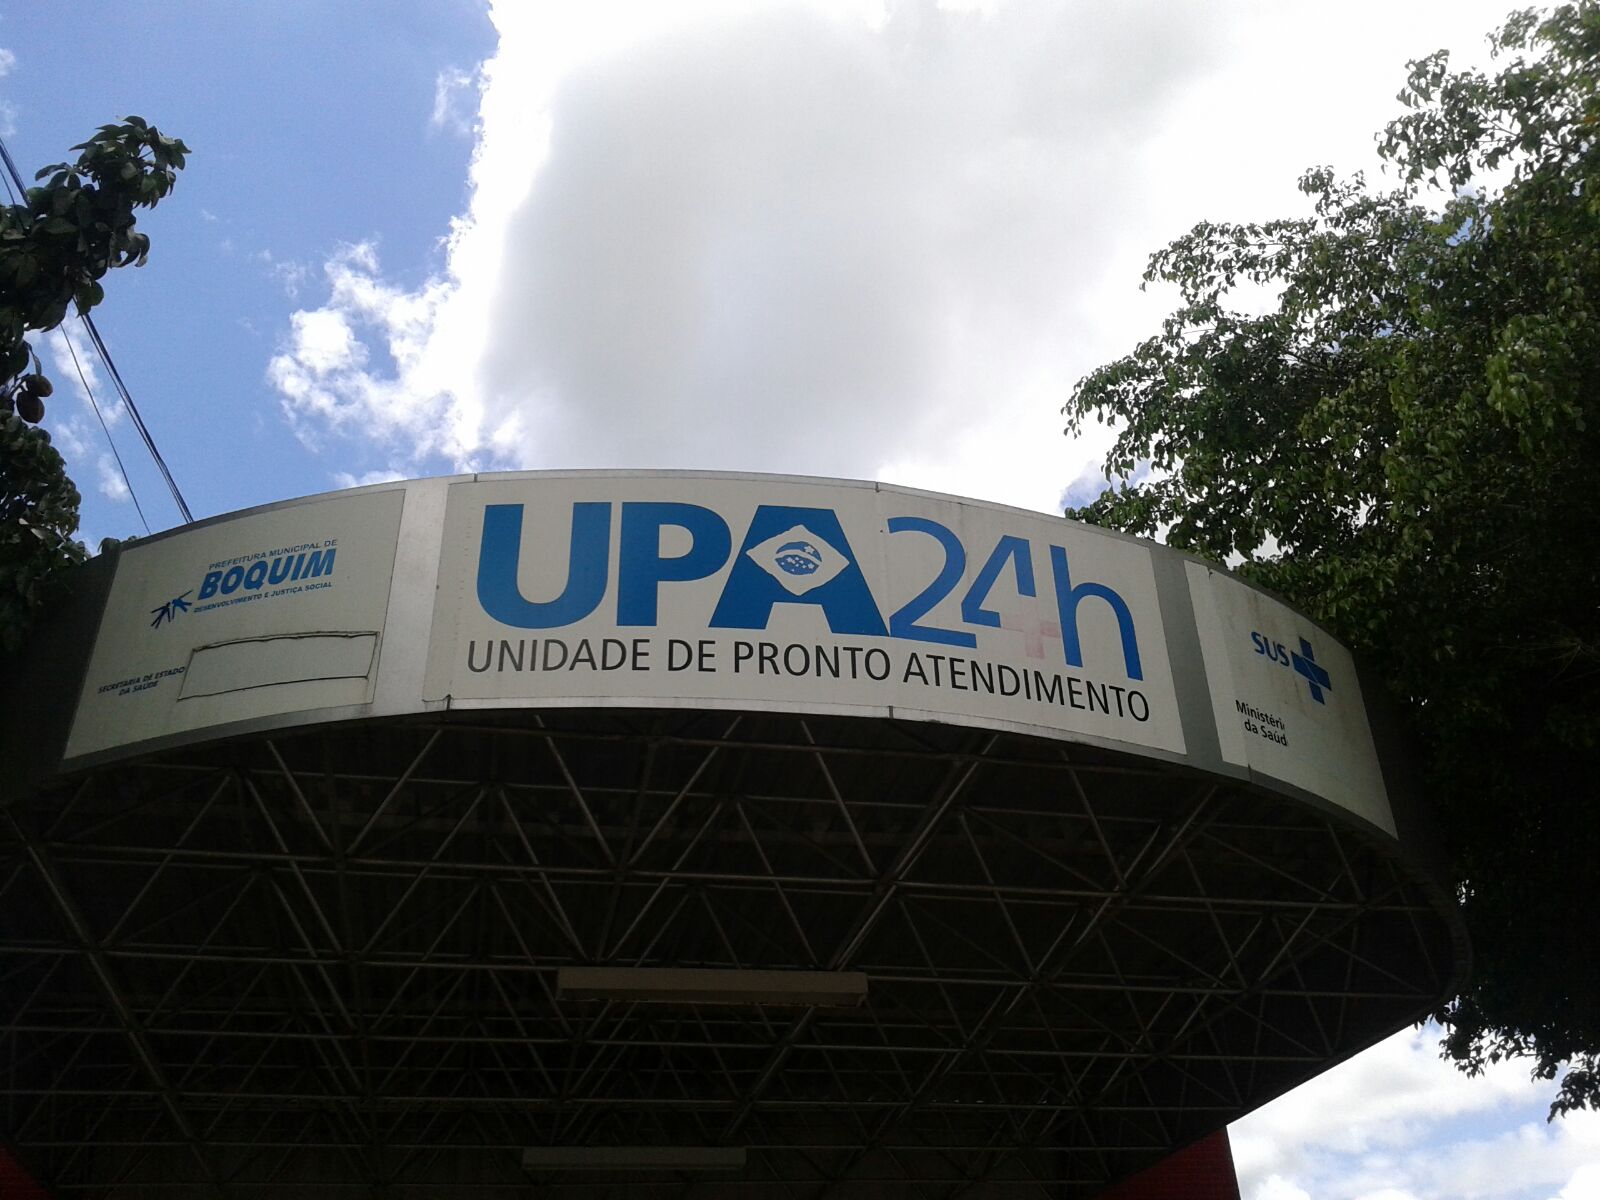 PREFEITURA MUNICIPAL DE
BOQUIM
DESENVOLVIMENTO E JUSTIÇA SOCIAL
SECRETARIA DE ESTADO
DA SAÚDE
UPA24h
UNIDADE DE PRONTO ATENDIMENTO
SUS
Ministéri
da Saúd